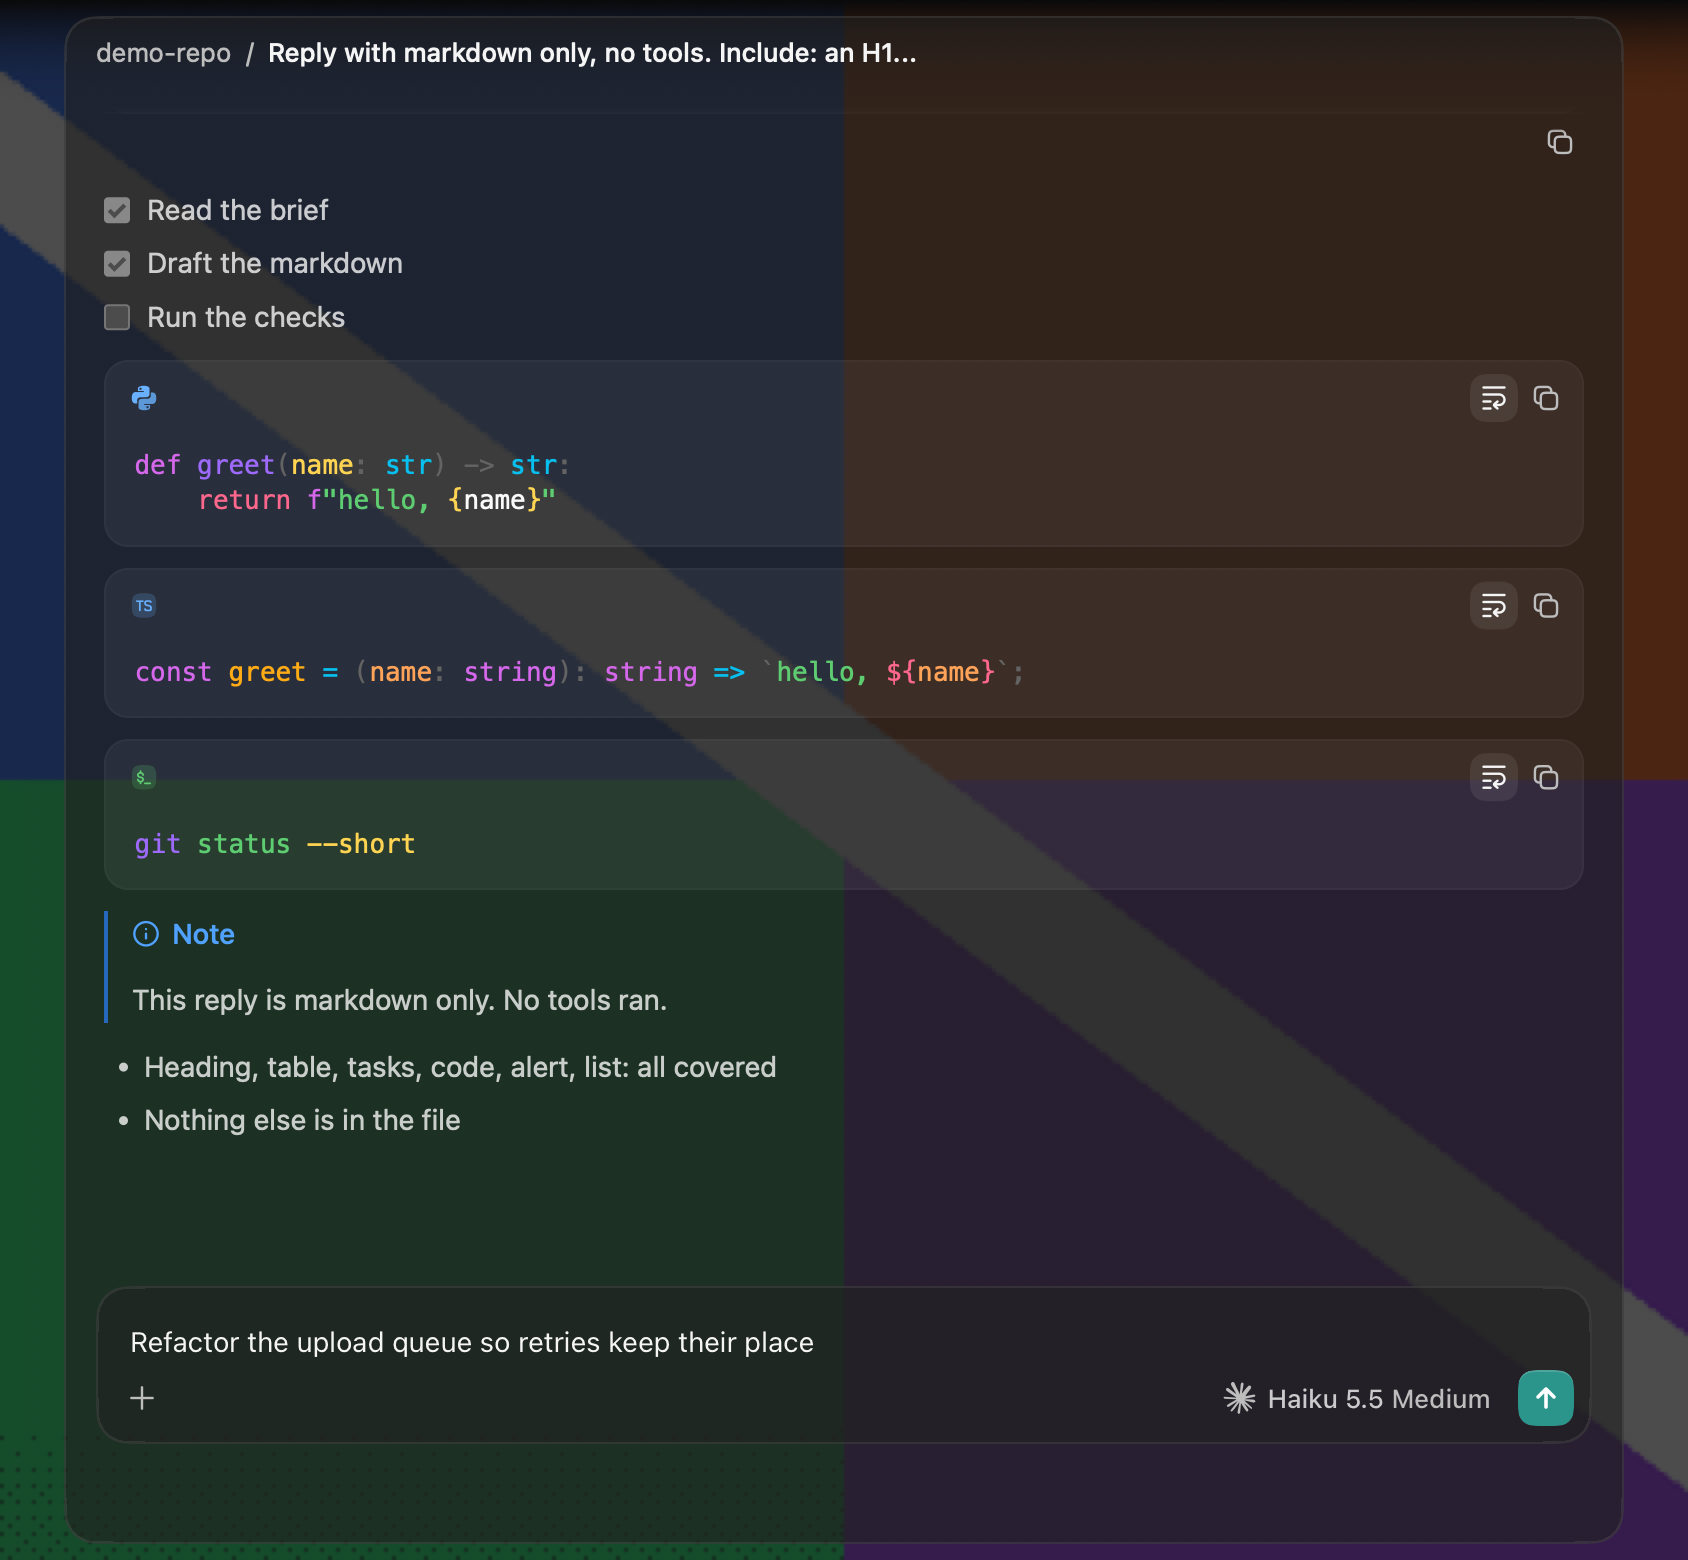 demo-repo / Reply with markdown only, no tools. Include: an H1...
Read the brief
Draft the markdown
Run the checks
def greet(name: str) -> str:
    return f"hello, {name}"
TS
const greet = (name: string): string => `hello, ${name}`;
$_
git status --short
Note
This reply is markdown only. No tools ran.
• Heading, table, tasks, code, alert, list: all covered
• Nothing else is in the file
Refactor the upload queue so retries keep their place
Haiku 5.5 Medium